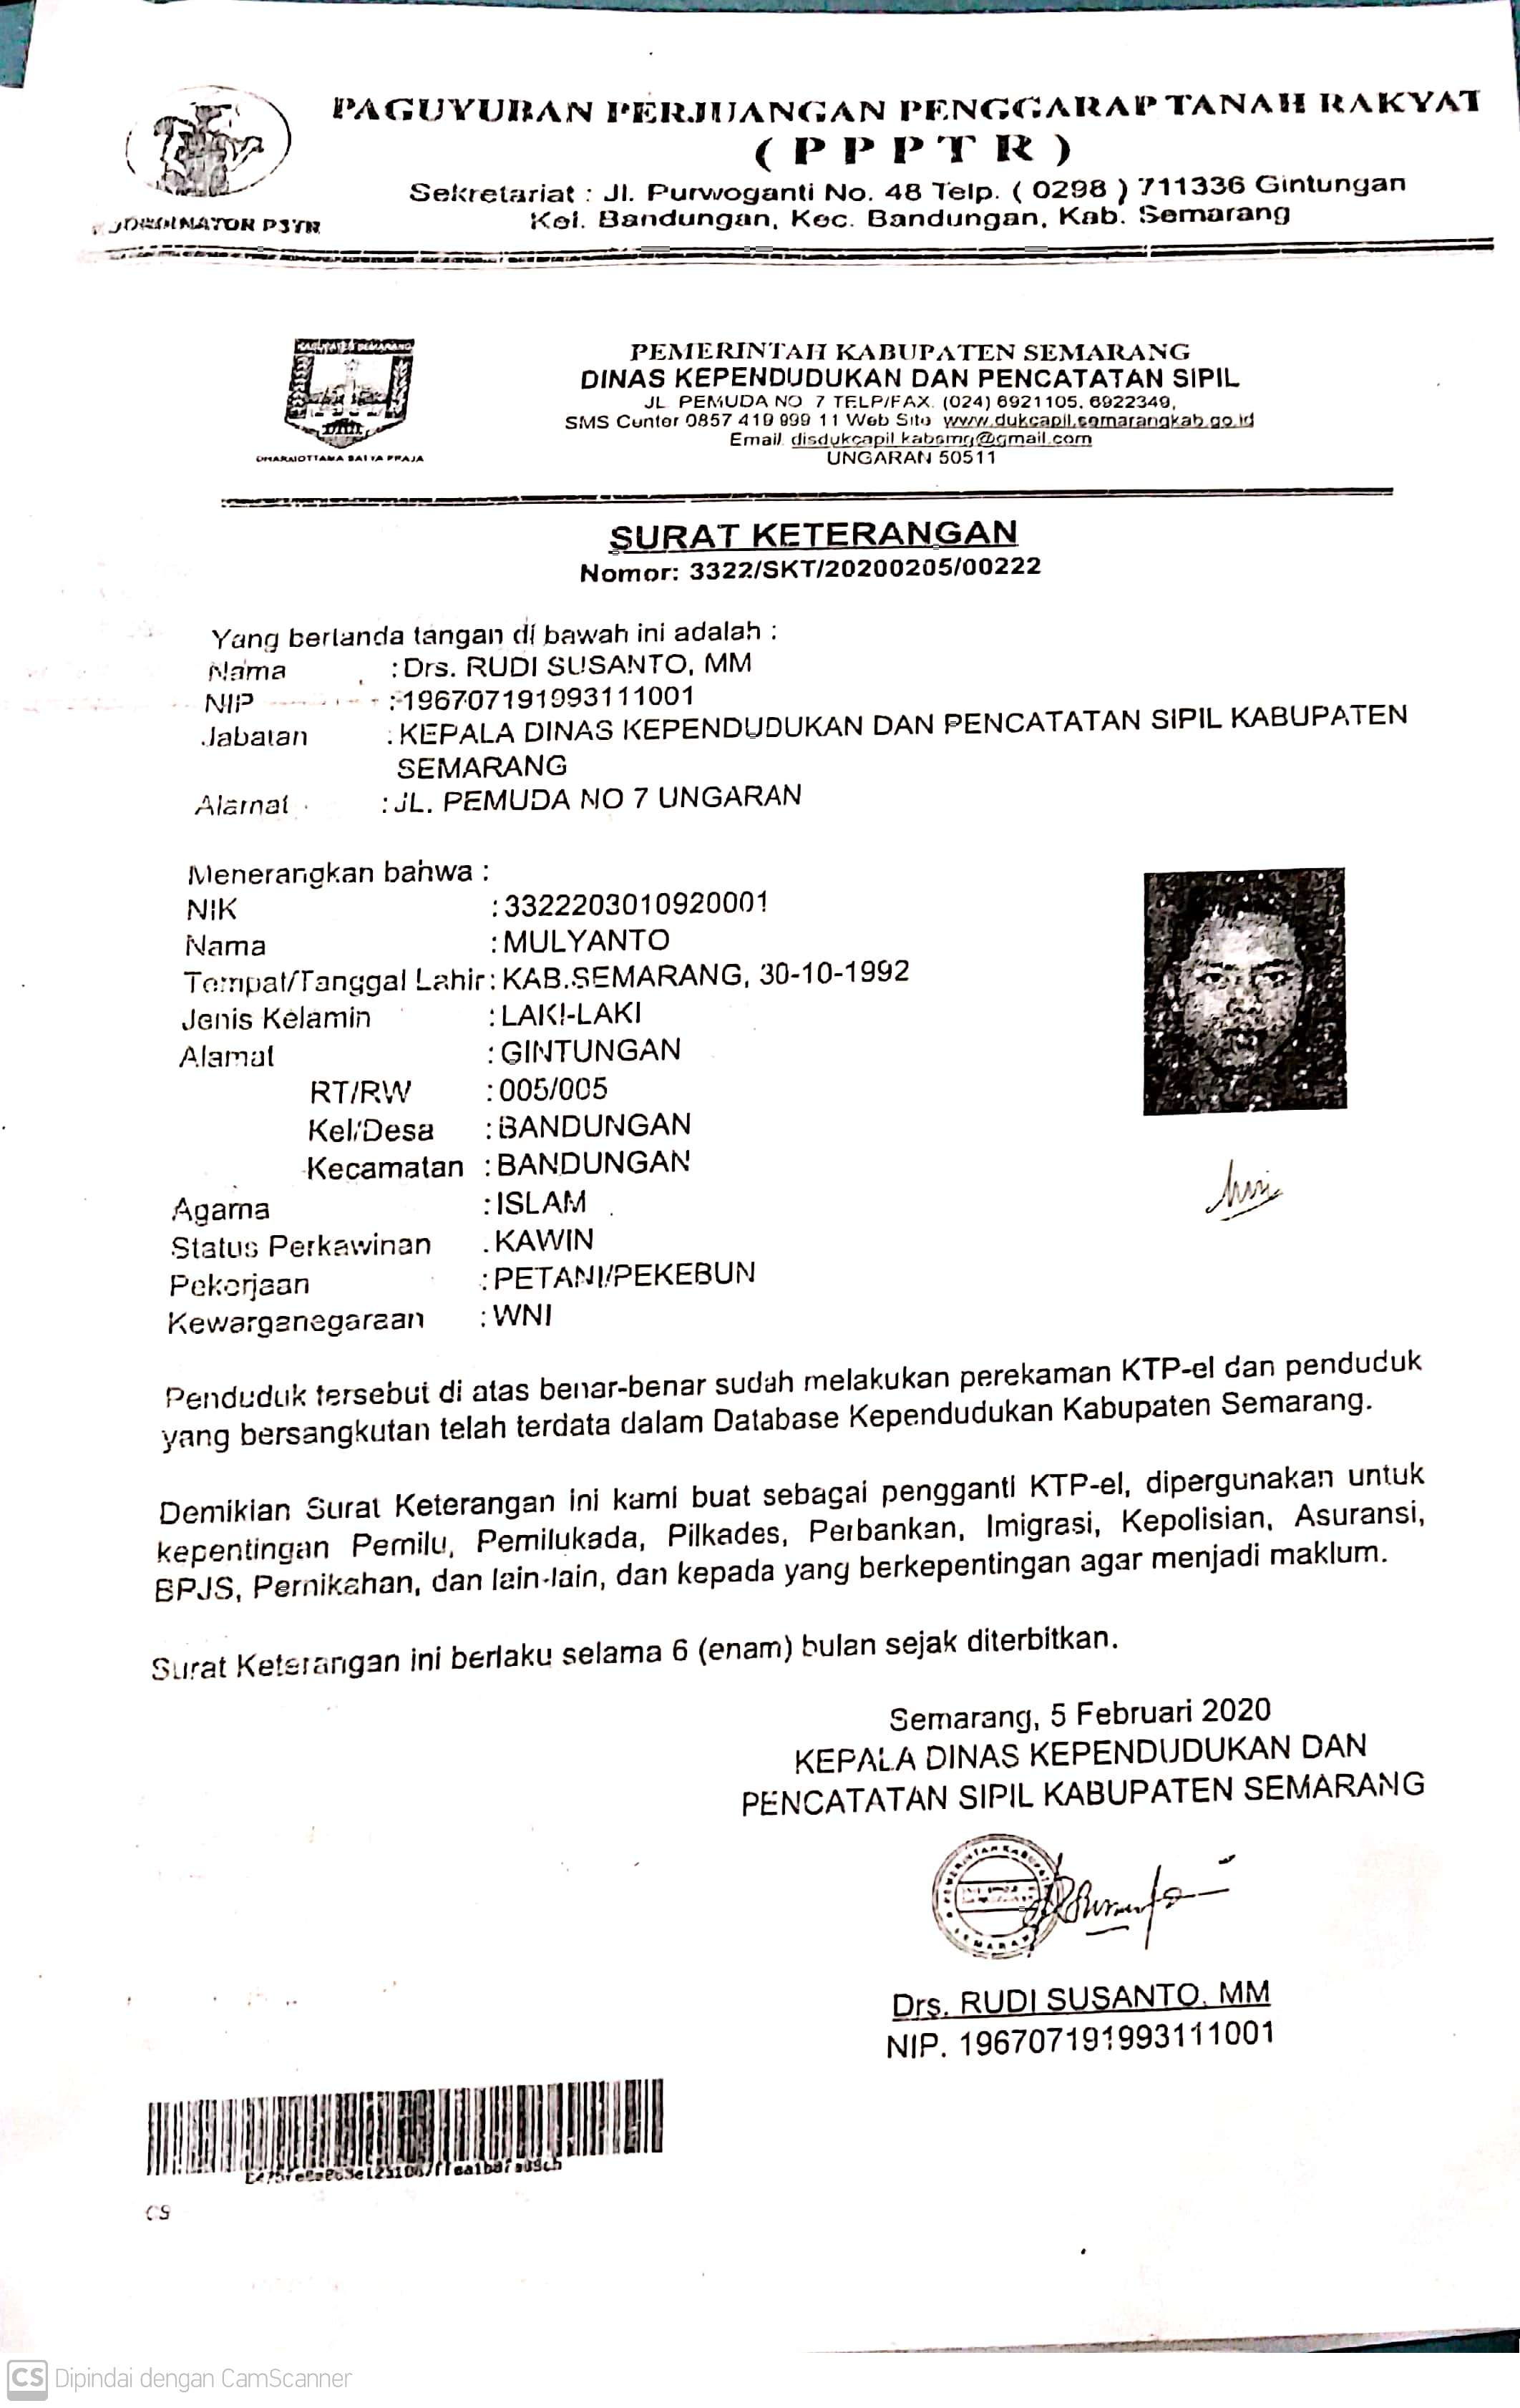 PAGUYUBAN PERJUANGAN PENGGARAP TANAH RAKYAT
( P P P T R )
Sekretariat : Jl. Purwoganti No. 48 Telp. ( 0298 ) 711336 Gintungan
Kel. Bandungan, Kec. Bandungan, Kab. Semarang
KABUPATEN SEMARANG
PEMERINTAH KABUPATEN SEMARANG
DINAS KEPENDUDUKAN DAN PENCATATAN SIPIL
JL. PEMUDA NO 7 TELP/FAX. (024) 6921105, 6922349,
SMS Center 0857 419 999 11 Web Site www.dukcapil.semarangkab.go.id
Email disdukcapil.kabsmg@gmail.com
UNGARAN 50511
SURAT KETERANGAN
Nomor: 3322/SKT/20200205/00222
Yang bertanda tangan di bawah ini adalah :
Nama : Drs. RUDI SUSANTO, MM
NIP : 196707191993111001
Jabatan : KEPALA DINAS KEPENDUDUKAN DAN PENCATATAN SIPIL KABUPATEN
SEMARANG
Alamat : JL. PEMUDA NO 7 UNGARAN
Menerangkan bahwa :
NIK : 3322203010920001
Nama : MULYANTO
Tempat/Tanggal Lahir : KAB.SEMARANG, 30-10-1992
Jenis Kelamin : LAKI-LAKI
Alamat : GINTUNGAN
RT/RW : 005/005
Kel/Desa : BANDUNGAN
Kecamatan : BANDUNGAN
Agama : ISLAM
Status Perkawinan : KAWIN
Pekerjaan : PETANI/PEKEBUN
Kewarganegaraan : WNI
Penduduk tersebut di atas benar-benar sudah melakukan perekaman KTP-el dan penduduk
yang bersangkutan telah terdata dalam Database Kependudukan Kabupaten Semarang.
Demikian Surat Keterangan ini kami buat sebagai pengganti KTP-el, dipergunakan untuk
kepentingan Pemilu, Pemilukada, Pilkades, Perbankan, Imigrasi, Kepolisian, Asuransi,
BPJS, Pernikahan, dan lain-lain, dan kepada yang berkepentingan agar menjadi maklum.
Surat Keterangan ini berlaku selama 6 (enam) bulan sejak diterbitkan.
Semarang, 5 Februari 2020
KEPALA DINAS KEPENDUDUKAN DAN
PENCATATAN SIPIL KABUPATEN SEMARANG
Drs. RUDI SUSANTO, MM
NIP. 196707191993111001
CS
CS Dipindai dengan CamScanner